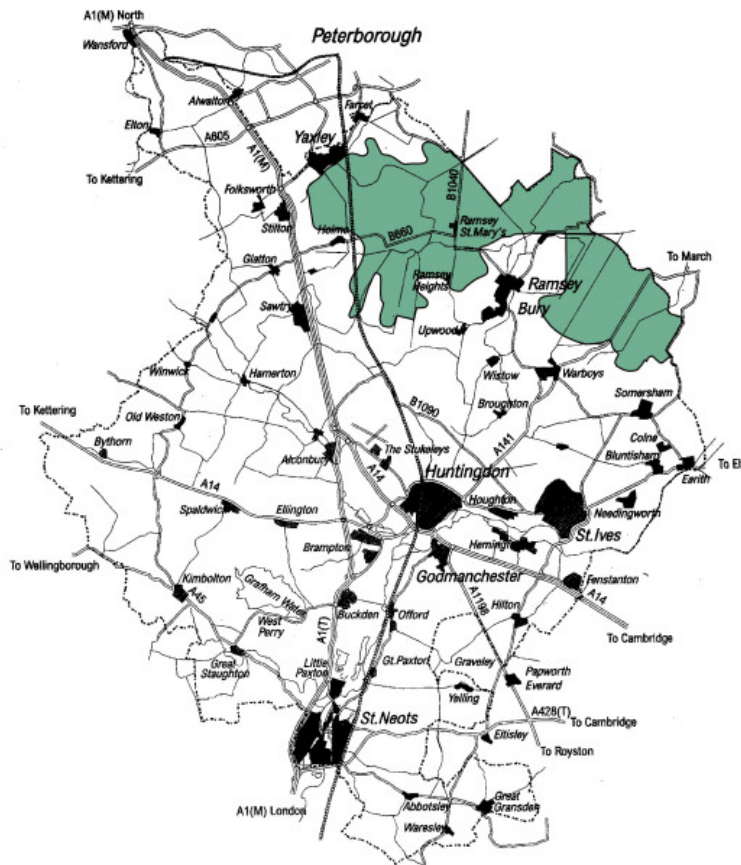 A1(M) North
Wansford
Peterborough
Alwalton
Farcet
Elton
A605
A1(M)
Yaxley
To Kettering
B1040
Folksworth
Stilton
Holme
B660
Ramsey
St.Mary's
Glatton
To March
Ramsey
Heights
Ramsey
Bury
Sawtry
Upwood
Winwick
Hamerton
Wistow
Warboys
To Kettering
Old Weston
B1090
Broughton
Somersham
Bythorn
A141
Colne
Alconbury
The Stukeleys
Bluntisham
To El
A14
A14
Huntingdon
Earith
Spaldwick
Ellington
Houghton
Needingworth
St.Ives
Brampton
Heming
To Wellingborough
Kimbolton
Godmanchester
Fenstanton
A45
Grafham Water
A14
Buckden
Offord
A1198
Hilton
West
Perry
A1(T)
To Cambridge
Great
Staughton
Little
Paxton
Gt.Paxton
Graveley
Papworth
Everard
Yelling
St.Neots
A428(T)
To Cambridge
Eltisley
To Royston
A1(M) London
Abbotsley
Great
Gransden
Waresley